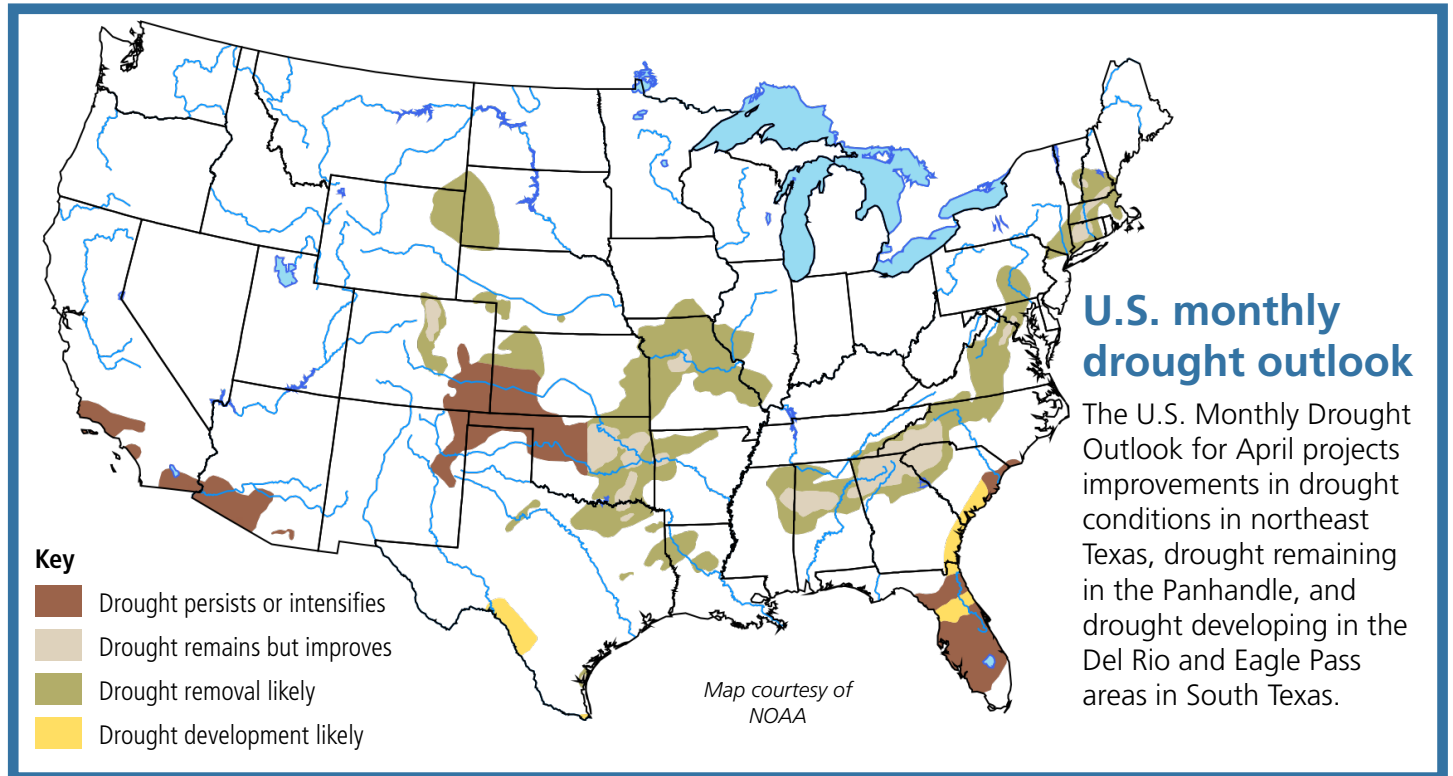 U.S. monthly
drought outlook
The U.S. Monthly Drought
Outlook for April projects
improvements in drought
conditions in northeast
Texas, drought remaining
in the Panhandle, and
drought developing in the
Del Rio and Eagle Pass
areas in South Texas.
Key
Drought persists or intensifies
Drought remains but improves
Drought removal likely
Drought development likely
Map courtesy of
NOAA